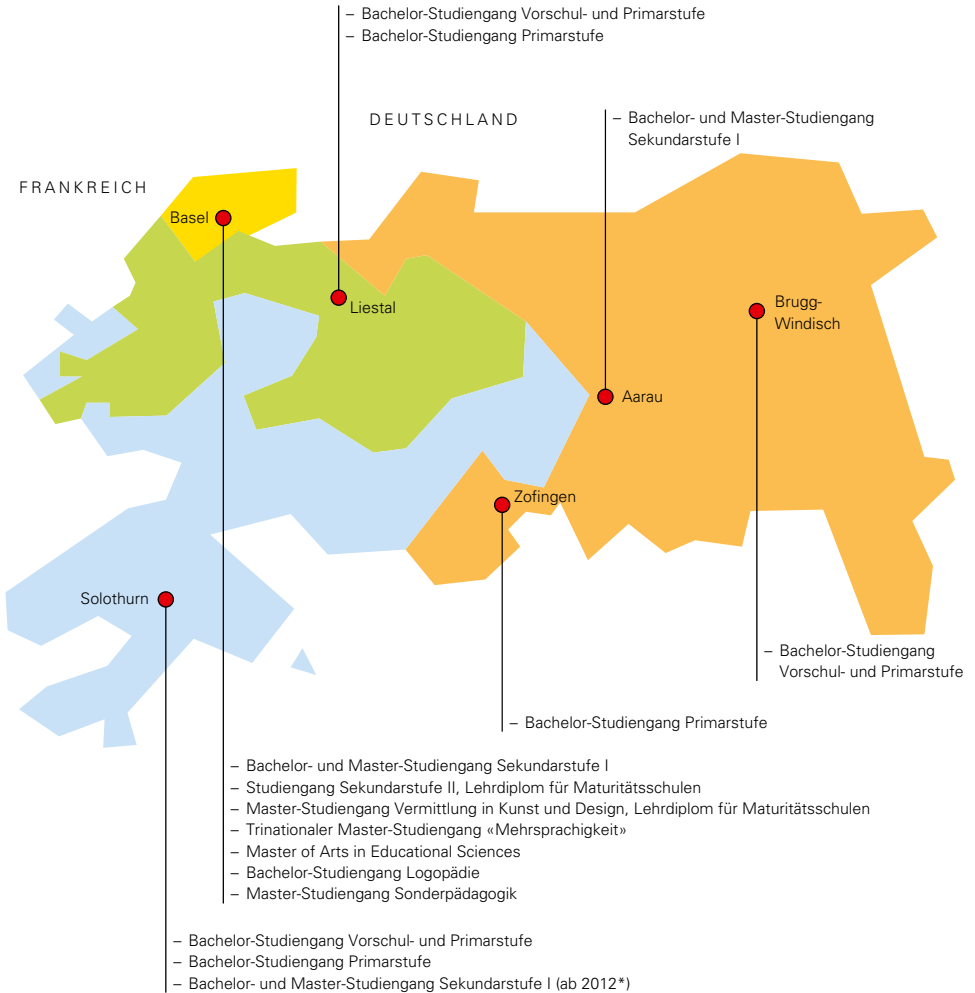 – Bachelor-Studiengang Vorschul- und Primarstufe
– Bachelor-Studiengang Primarstufe
DEUTSCHLAND
– Bachelor- und Master-Studiengang
Sekundarstufe I
FRANKREICH
Basel
Liestal
Brugg-
Windisch
Aarau
Zofingen
Solothurn
– Bachelor-Studiengang
Vorschul- und Primarstufe
– Bachelor-Studiengang Primarstufe
– Bachelor- und Master-Studiengang Sekundarstufe I
– Studiengang Sekundarstufe II, Lehrdiplom für Maturitätsschulen
– Master-Studiengang Vermittlung in Kunst und Design, Lehrdiplom für Maturitätsschulen
– Trinationaler Master-Studiengang «Mehrsprachigkeit»
– Master of Arts in Educational Sciences
– Bachelor-Studiengang Logopädie
– Master-Studiengang Sonderpädagogik
– Bachelor-Studiengang Vorschul- und Primarstufe
– Bachelor-Studiengang Primarstufe
– Bachelor- und Master-Studiengang Sekundarstufe I (ab 2012*)